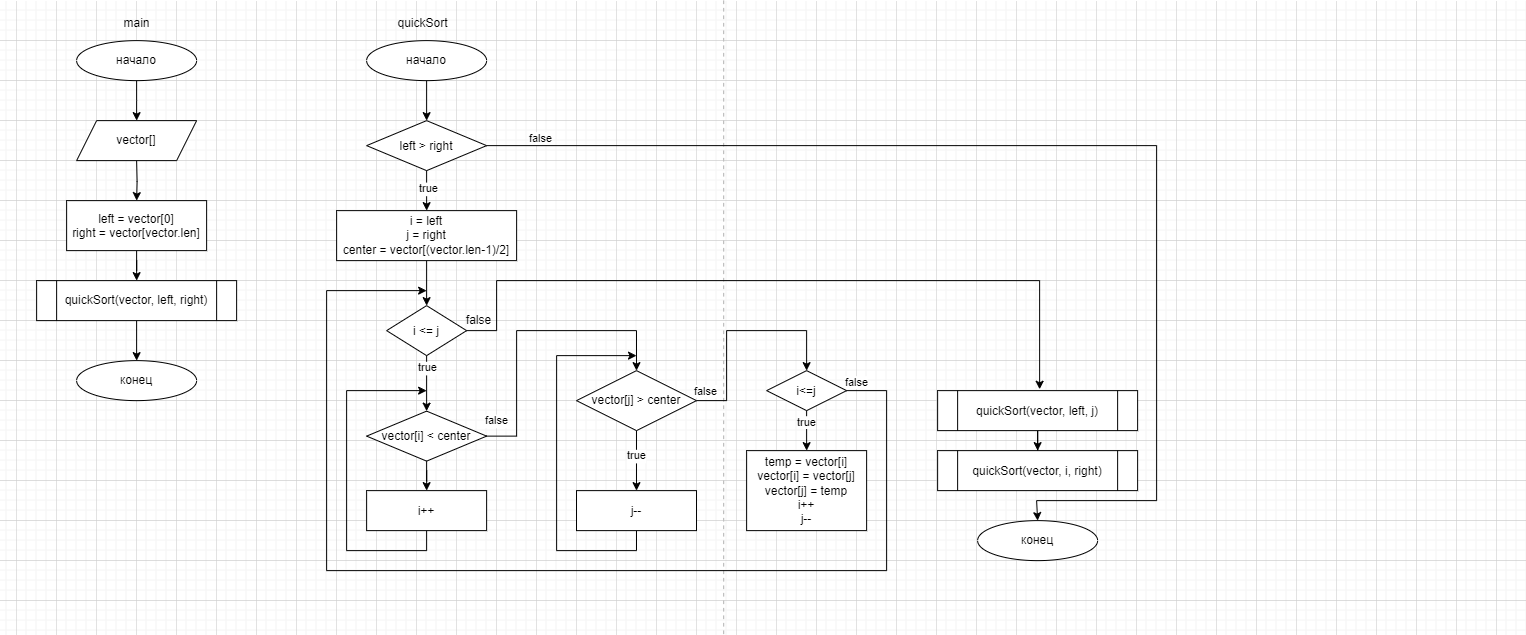 main
начало
vector[]
left = vector[0]
right = vector[vector.len]
quickSort(vector, left, right)
конец
quickSort
начало
left > right
false
true
i = left
j = right
center = vector[(vector.len-1)/2]
i <= j
false
true
vector[i] < center
false
i++
vector[j] > center
false
true
j--
i<=j
false
true
temp = vector[i]
vector[i] = vector[j]
vector[j] = temp
i++
j--
quickSort(vector, left, j)
quickSort(vector, i, right)
конец